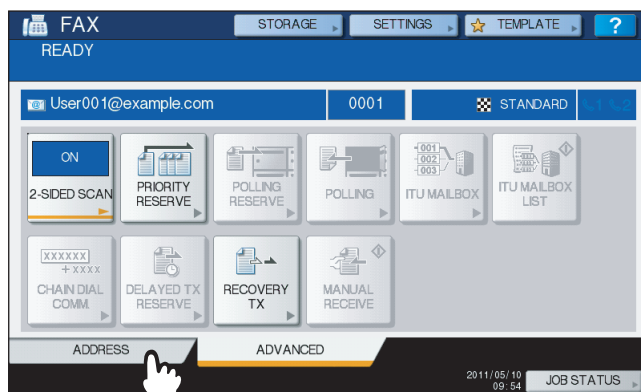 FAX
STORAGE
SETTINGS
TEMPLATE
?
READY
User001@example.com
0001
STANDARD
1
2
ON
2-SIDED SCAN
PRIORITY
RESERVE
POLLING
RESERVE
POLLING
001
002
003
ITU MAILBOX
ITU MAILBOX
LIST
XXXXXX
+ XXXX
CHAIN DIAL
COMM.
DELAYED TX
RESERVE
RECOVERY
TX
MANUAL
RECEIVE
ADDRESS
ADVANCED
2011/05/10
09:54
JOB STATUS